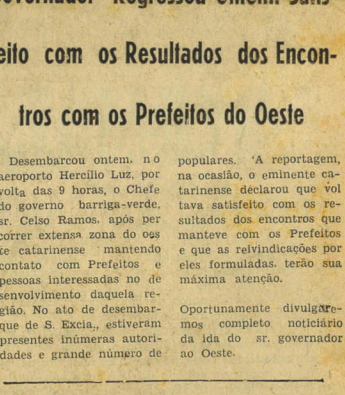 Governador Regressou Ontem Satis-
eito com os Resultados dos Encon-
tros com os Prefeitos do Oeste
Desembarcou ontem, no
aeroporto Hercílio Luz, por
volta das 9 horas, o Chefe
do governo barriga-verde,
sr. Celso Ramos, após per
correr extensa zona do oes
te catarinense mantendo
contato com Prefeitos e
pessoas interessadas no de
senvolvimento daquela re-
gião. No ato de desembar-
que de S. Excia., estiveram
presentes inúmeras autori-
dades e grande número de
populares. 'A reportagem,
na ocasião, o eminente ca-
tarinense declarou que vol
tava satisfeito com os re-
sultados dos encontros que
manteve com os Prefeitos
e que as reivindicações por
eles formuladas. terão sua
máxima atenção.
Oportunamente divulgare-
mos completo noticiário
da ida do sr. governador
ao Oeste.